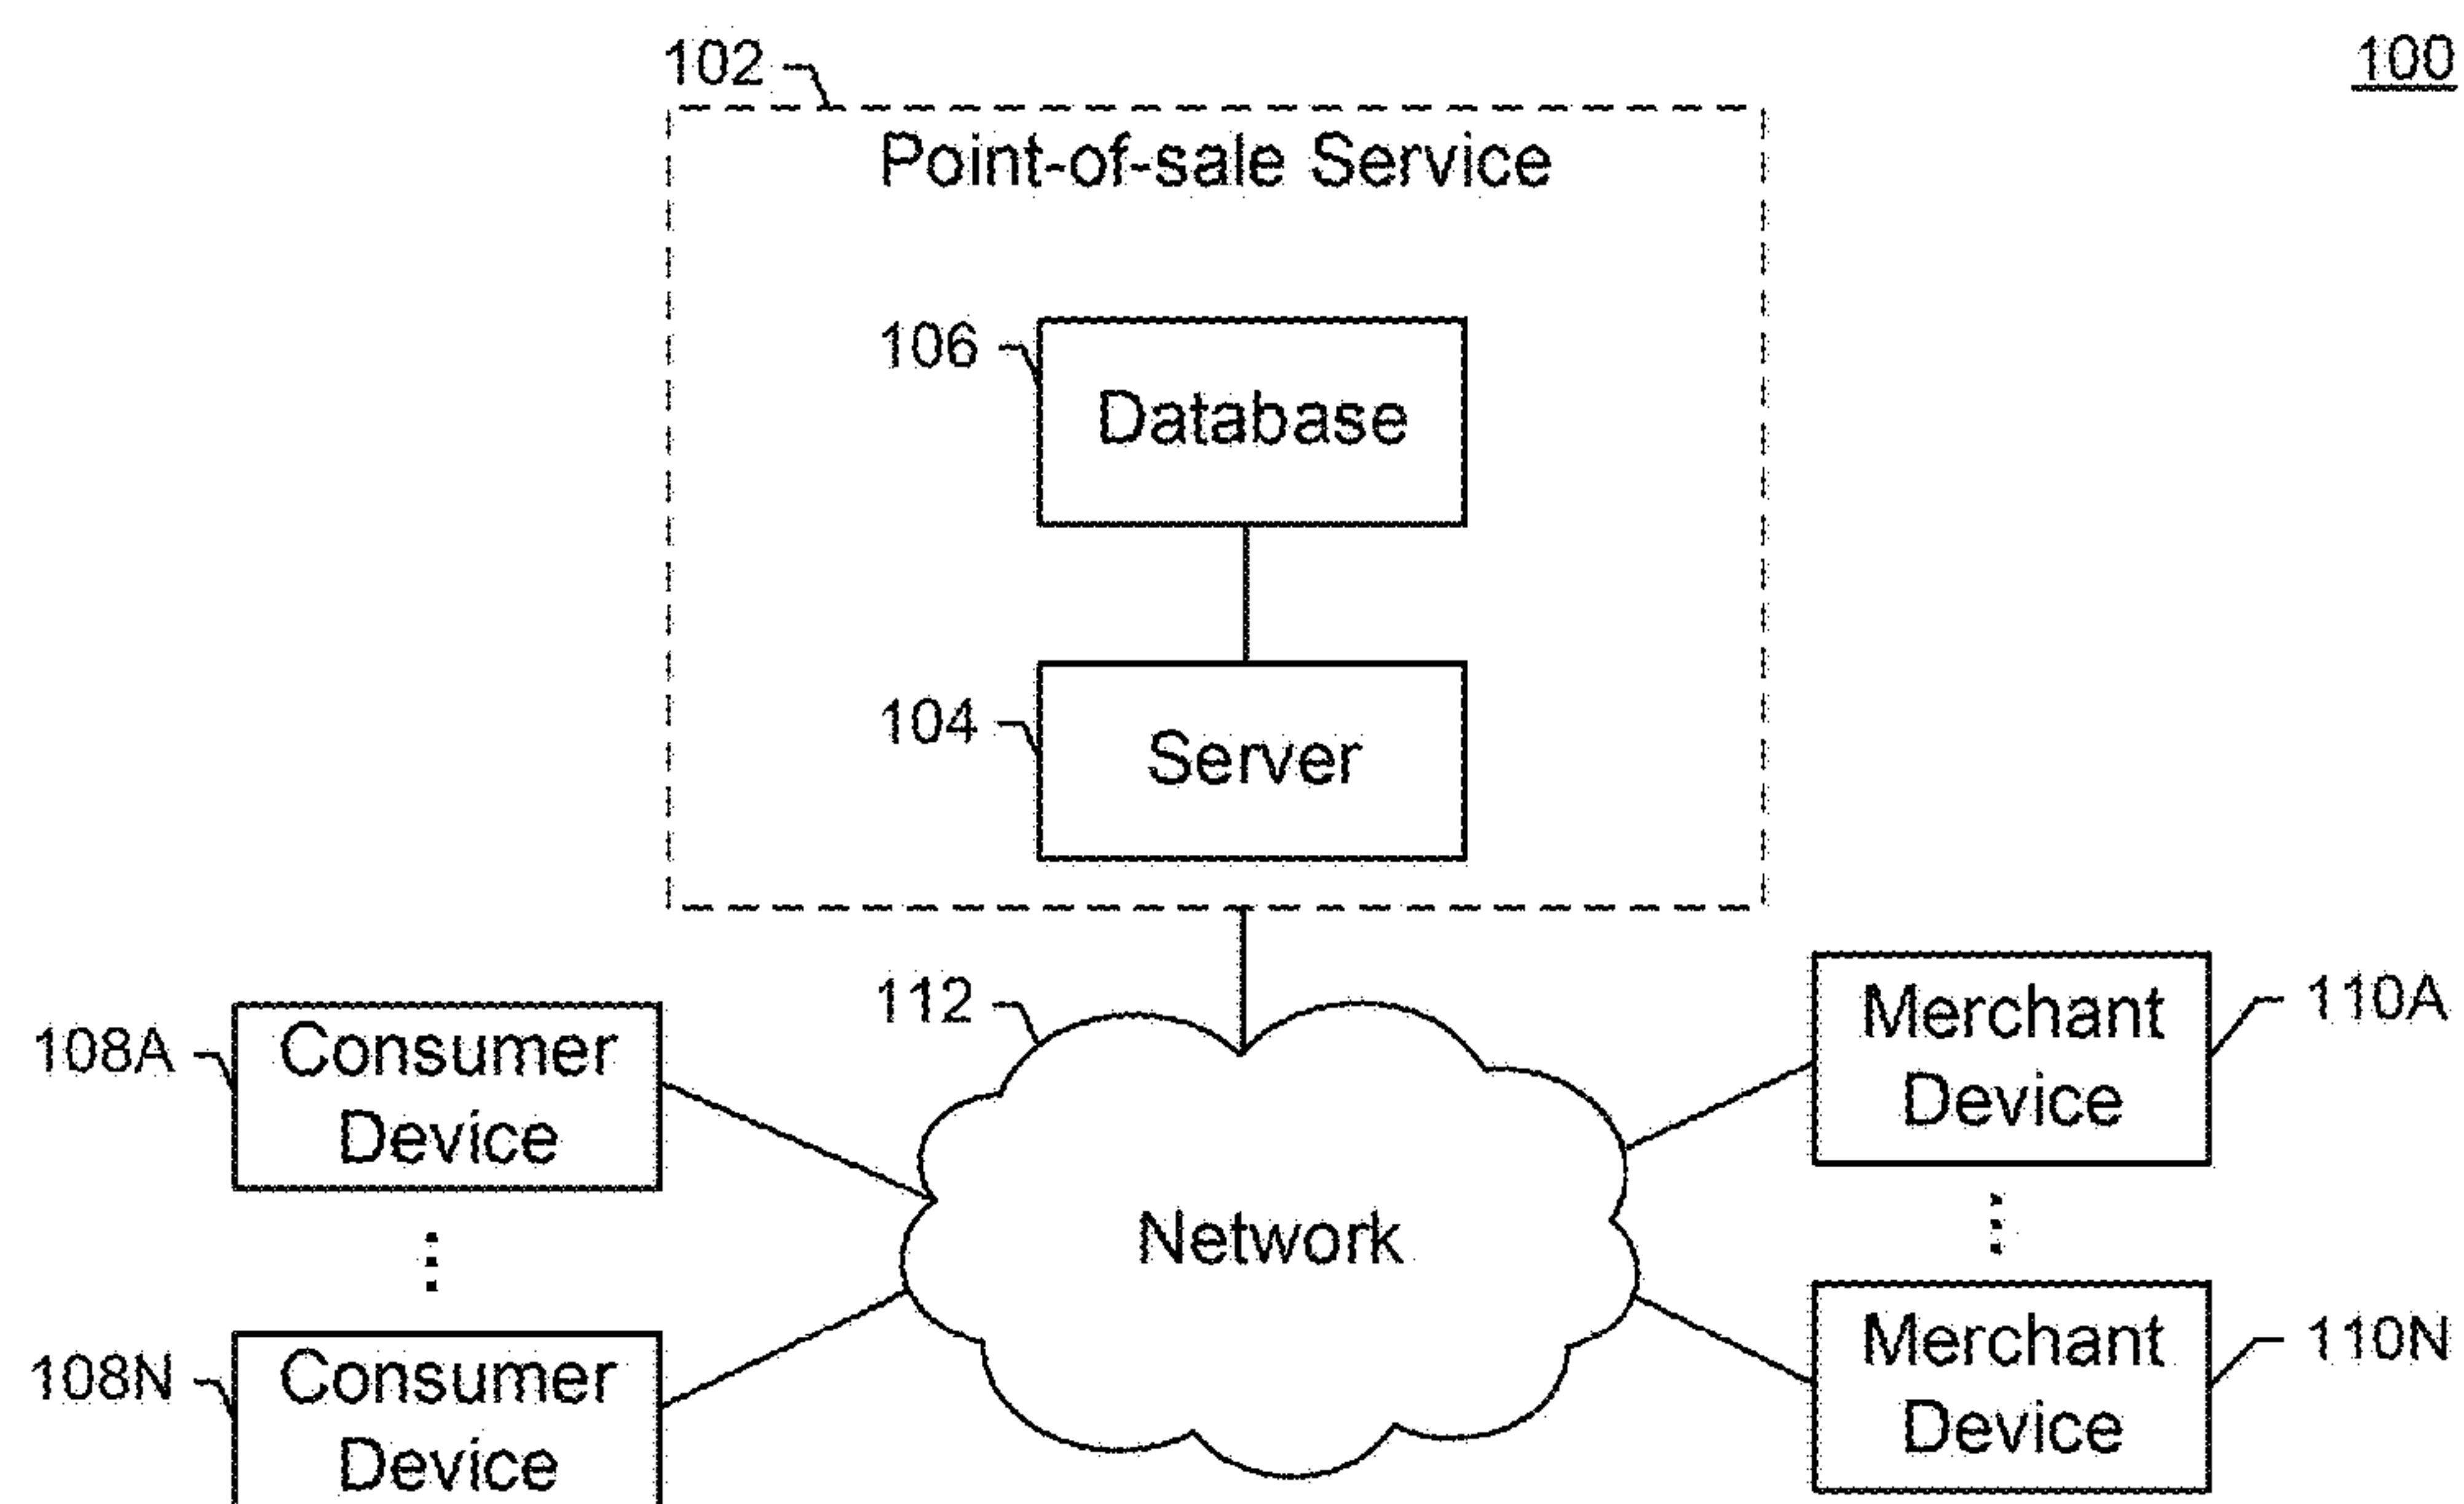 102
100
Point-of-sale Service
106
Database
104
Server
112
108A
Consumer
Device
Merchant
Device
110A
Network
108N
Consumer
Device
Merchant
Device
110N